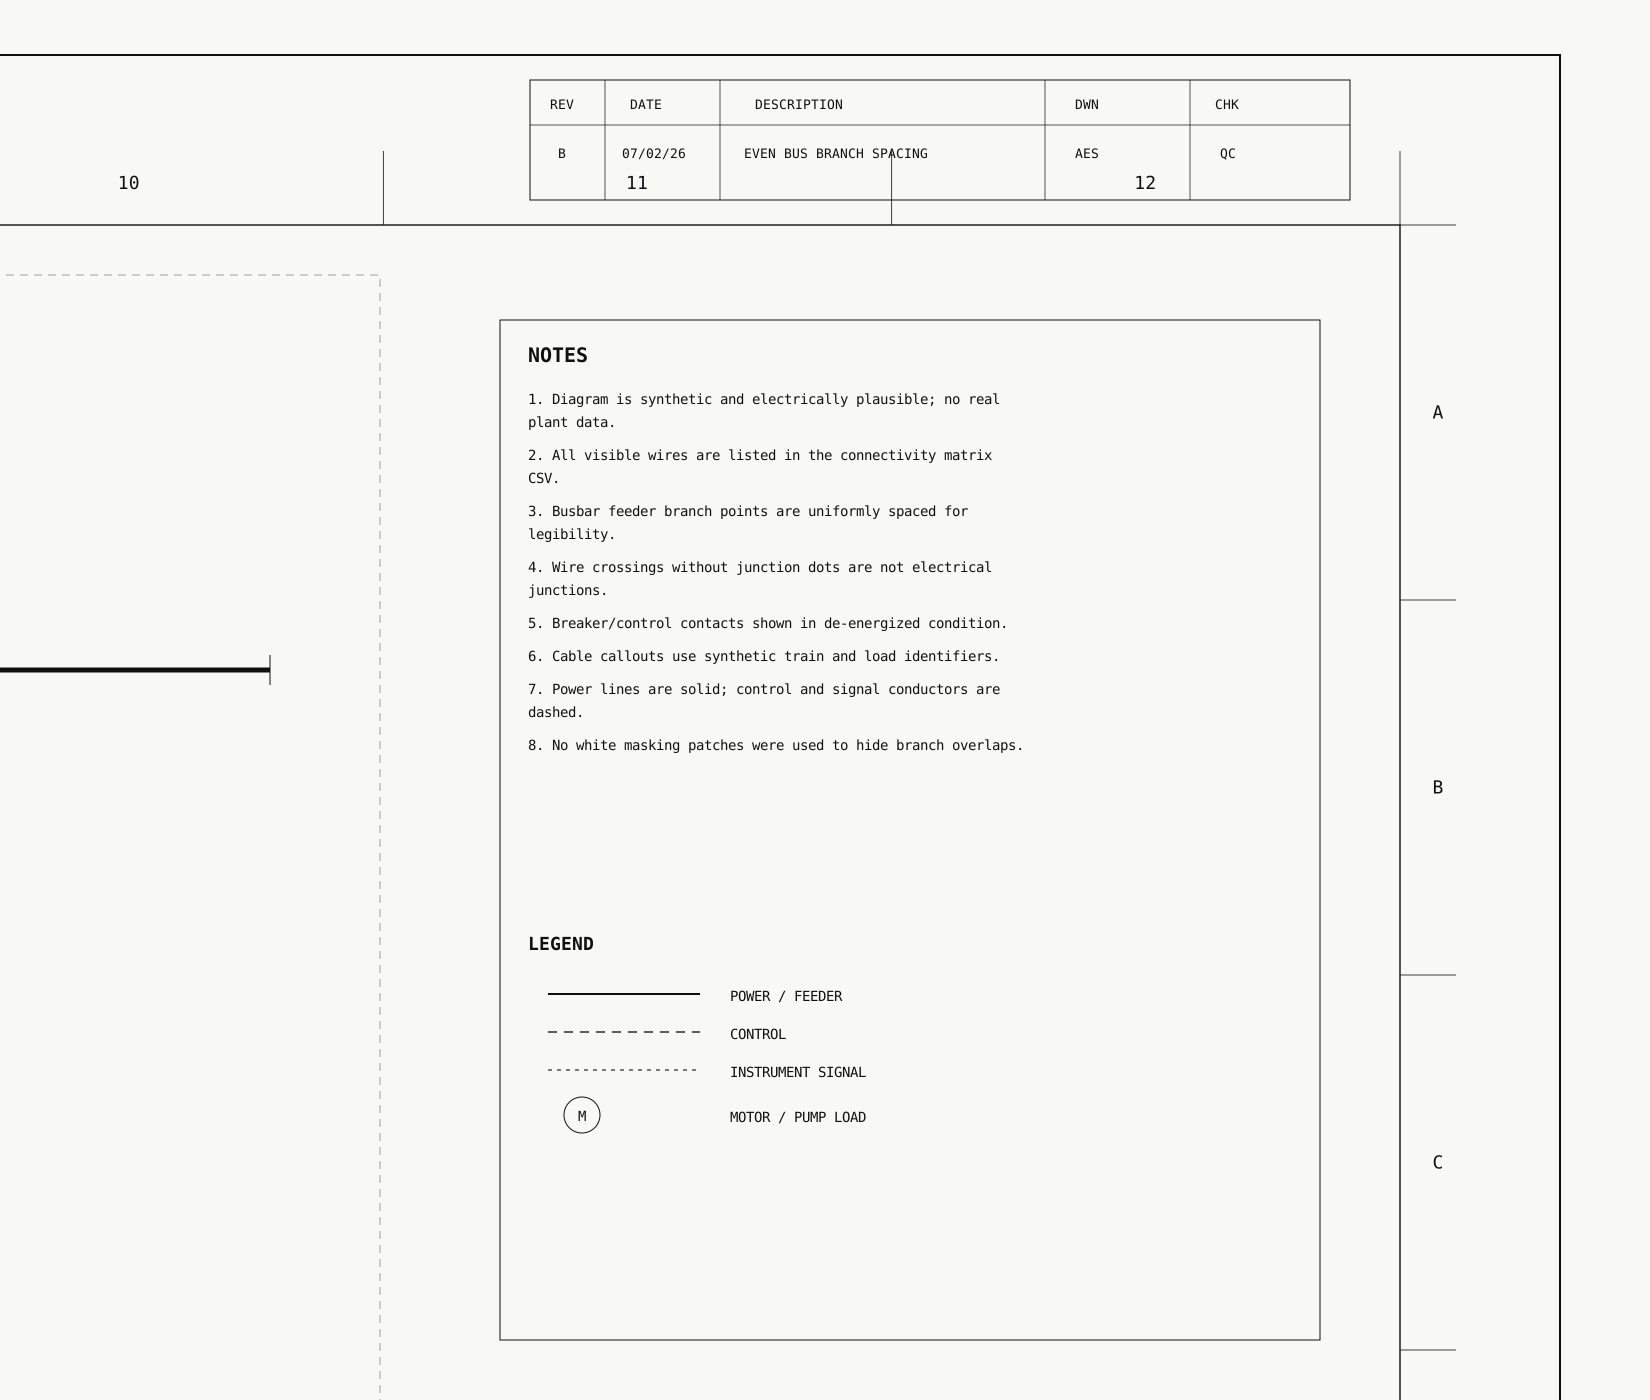 REV DATE DESCRIPTION DWN CHK
B 07/02/26 EVEN BUS BRANCH SPACING AES QC
10 11 12
NOTES
1. Diagram is synthetic and electrically plausible; no real
plant data.
2. All visible wires are listed in the connectivity matrix
CSV.
3. Busbar feeder branch points are uniformly spaced for
legibility.
4. Wire crossings without junction dots are not electrical
junctions.
5. Breaker/control contacts shown in de-energized condition.
6. Cable callouts use synthetic train and load identifiers.
7. Power lines are solid; control and signal conductors are
dashed.
8. No white masking patches were used to hide branch overlaps.
LEGEND
POWER / FEEDER
CONTROL
INSTRUMENT SIGNAL
M MOTOR / PUMP LOAD
A
B
C